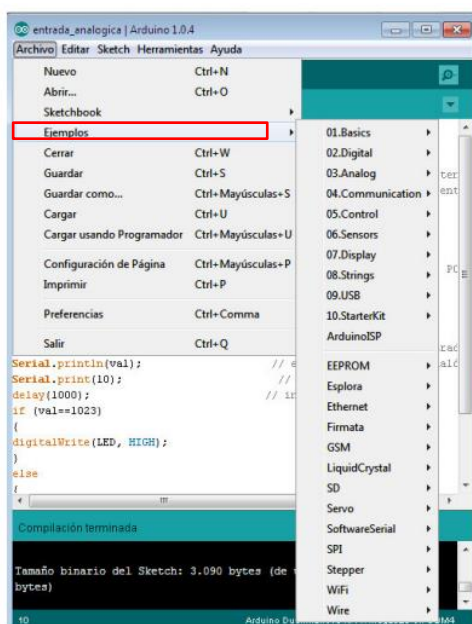 entrada_analogica | Arduino 1.0.4
Archivo Editar Sketch Herramientas Ayuda
Nuevo Ctrl+N
Abrir... Ctrl+O
Sketchbook
Ejemplos
Cerrar Ctrl+W
Guardar Ctrl+S
Guardar como... Ctrl+Mayúsculas+S
Cargar Ctrl+U
Cargar usando Programador Ctrl+Mayúsculas+U
Configuración de Página Ctrl+Mayúsculas+P
Imprimir Ctrl+P
Preferencias Ctrl+Comma
Salir Ctrl+Q
01.Basics
02.Digital
03.Analog
04.Communication
05.Control
06.Sensors
07.Display
08.Strings
09.USB
10.StarterKit
ArduinoISP
EEPROM
Esplora
Ethernet
Firmata
GSM
LiquidCrystal
SD
Servo
SoftwareSerial
SPI
Stepper
WiFi
Wire
Serial.println(val); //
Serial.print(10); //
delay(1000); //
if (val==1023)
{
digitalWrite(LED, HIGH);
}
else
{
Compilación terminada
Tamaño binario del Sketch: 3.090 bytes (de
bytes)
10